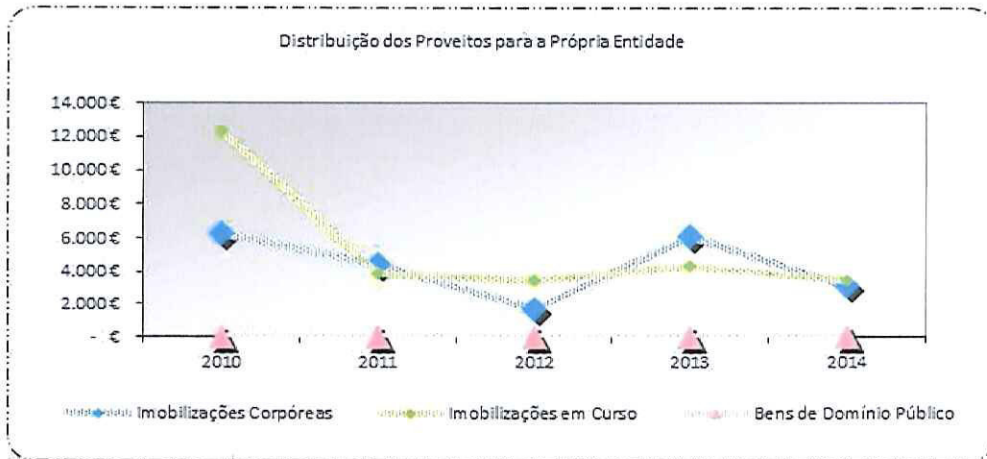 Distribuição dos Proveitos para a Própria Entidade
14.000 €
12.000 €
10.000 €
8.000 €
6.000 €
4.000 €
2.000 €
- €
2010 2011 2012 2013 2014
Imobilizações Corpóreas Imobilizações em Curso Bens de Domínio Público